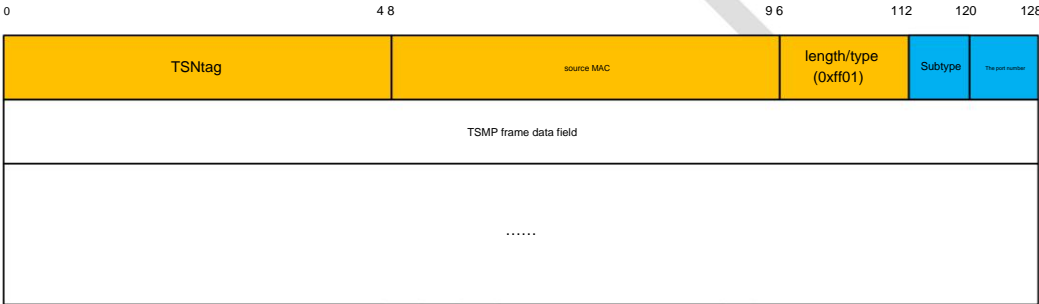 0 4 8 9 6 112 120 128
TSNtag source MAC length/type Subtype The port number
(0xff01)
TSMP frame data field
……